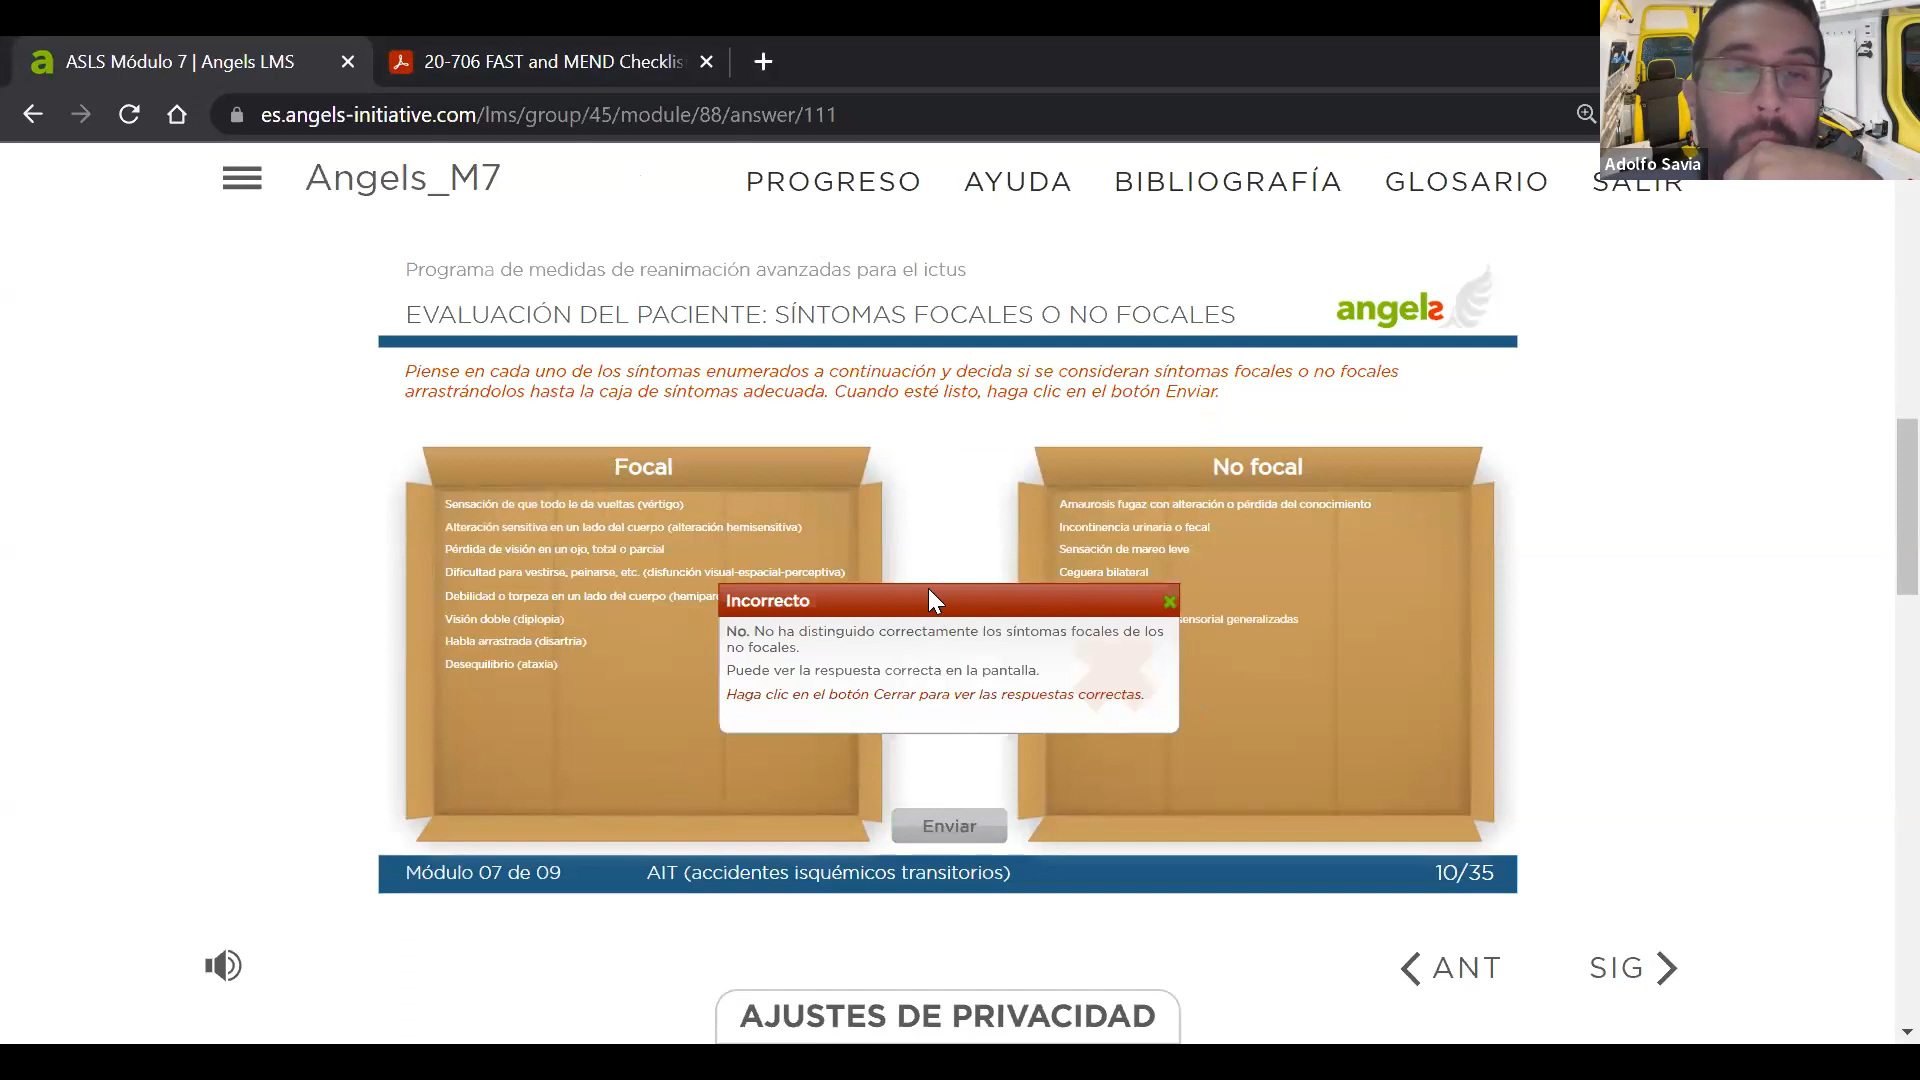 ASLS Módulo 7 | Angels LMS
20-706 FAST and MEND Checklis
es.angels-initiative.com/lms/group/45/module/88/answer/111
Adolfo Savia
Angels_M7
PROGRESO
AYUDA
BIBLIOGRAFÍA
GLOSARIO
SALIR
Programa de medidas de reanimación avanzadas para el ictus
EVALUACIÓN DEL PACIENTE: SÍNTOMAS FOCALES O NO FOCALES
angels
Piense en cada uno de los síntomas enumerados a continuación y decida si se consideran síntomas focales o no focales
arrastrándolos hasta la caja de síntomas adecuada. Cuando esté listo, haga clic en el botón Enviar.
Focal
Sensación de que todo le da vueltas (vértigo)
Alteración sensitiva en un lado del cuerpo (alteración hemisensitiva)
Pérdida de visión en un ojo, total o parcial
Dificultad para vestirse, peinarse, etc. (disfunción visual-espacial-perceptiva)
Debilidad o torpeza en un lado del cuerpo (hemipare
Visión doble (diplopia)
Habla arrastrada (disartria)
Desequilibrio (ataxia)
No focal
Amaurosis fugaz con alteración o pérdida del conocimiento
Incontinencia urinaria o fecal
Sensación de mareo leve
Ceguera bilateral
sensorial generalizadas
Incorrecto
No. No ha distinguido correctamente los síntomas focales de los
no focales.
Puede ver la respuesta correcta en la pantalla.
Haga clic en el botón Cerrar para ver las respuestas correctas.
Enviar
Módulo 07 de 09
AIT (accidentes isquémicos transitorios)
10/35
ANT
SIG
AJUSTES DE PRIVACIDAD